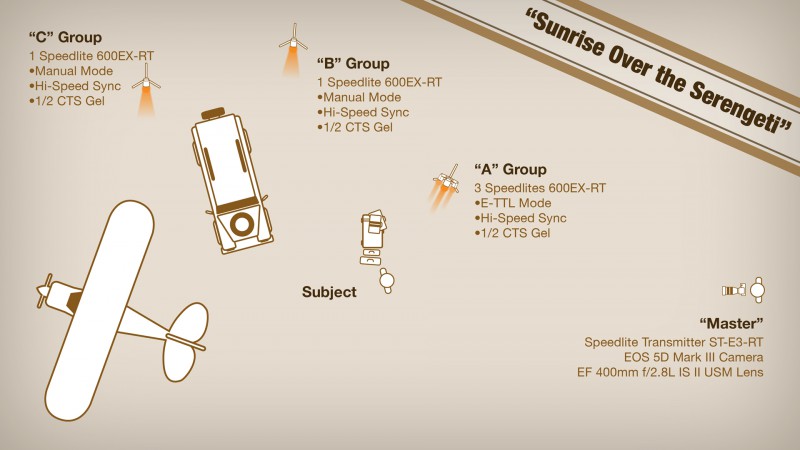 “Sunrise Over the Serengeti”
“C” Group
1 Speedlite 600EX-RT
•Manual Mode
•Hi-Speed Sync
•1/2 CTS Gel
“B” Group
1 Speedlite 600EX-RT
•Manual Mode
•Hi-Speed Sync
•1/2 CTS Gel
“A” Group
3 Speedlites 600EX-RT
•E-TTL Mode
•Hi-Speed Sync
•1/2 CTS Gel
Subject
“Master”
Speedlite Transmitter ST-E3-RT
EOS 5D Mark III Camera
EF 400mm f/2.8L IS II USM Lens